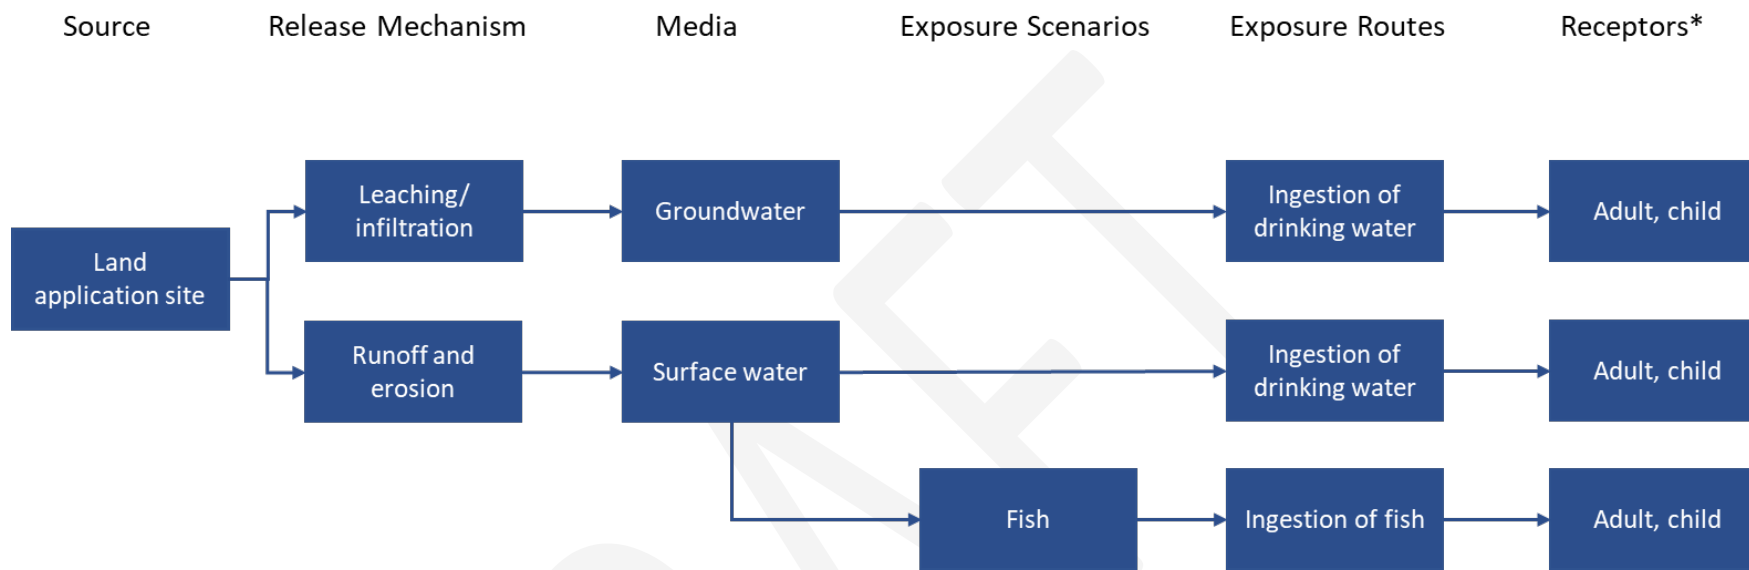 Source
Release Mechanism
Media
Exposure Scenarios
Exposure Routes
Receptors*
Land
application site
Leaching/
infiltration
Groundwater
Ingestion of
drinking water
Adult, child
Runoff and
erosion
Surface water
Ingestion of
drinking water
Adult, child
Fish
Ingestion of fish
Adult, child